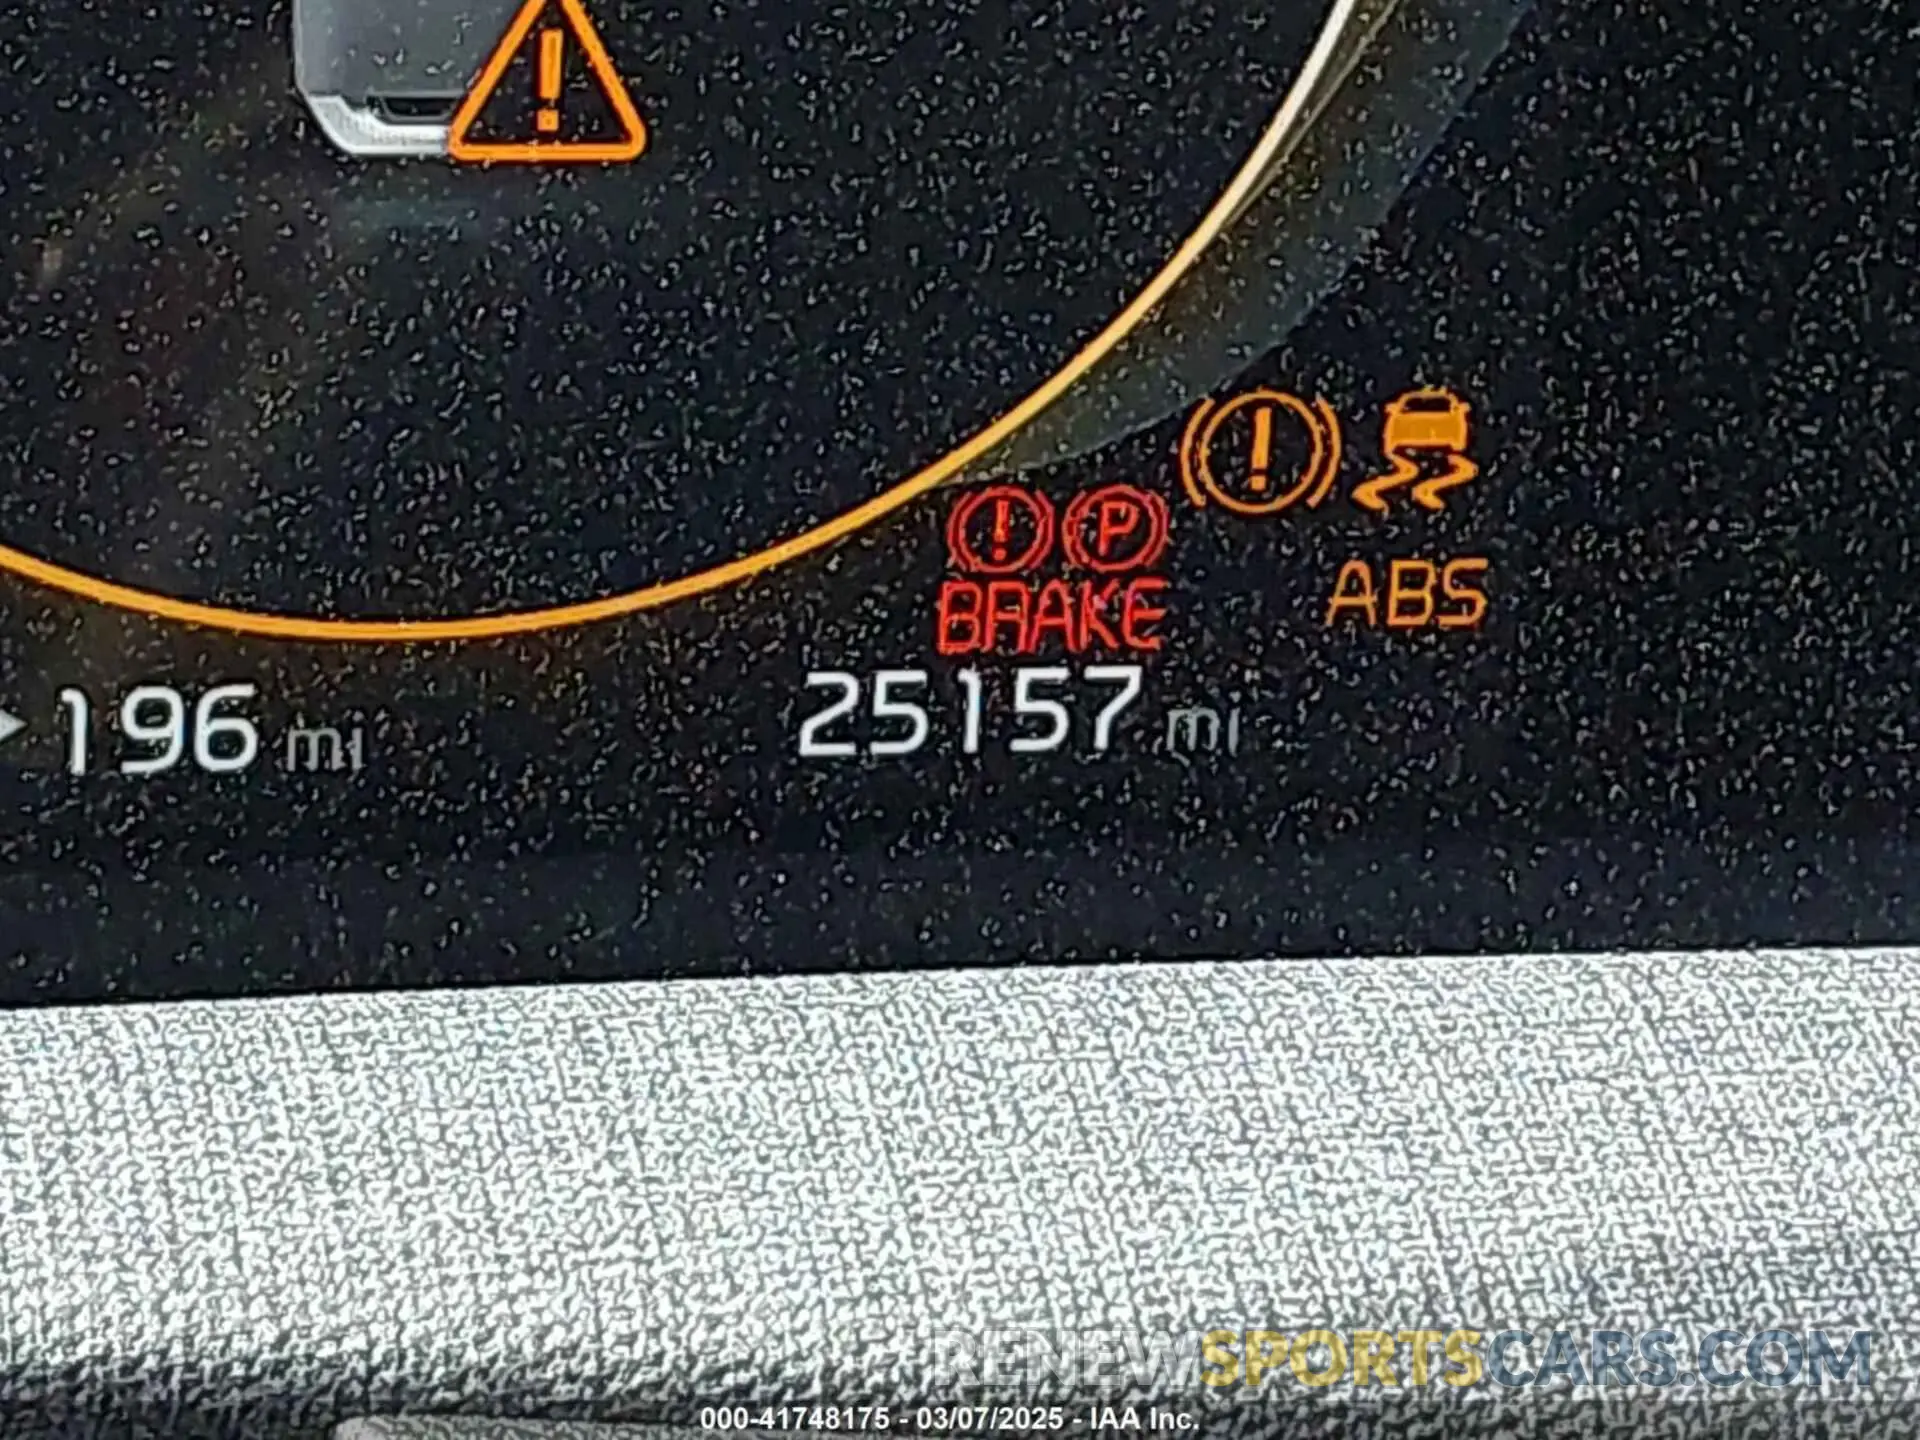 BRAKE
ABS
P
196 mi
25157 mi
RENEWSPORTSCARS.COM
000-41748175 - 03/07/2025 - IAA Inc.